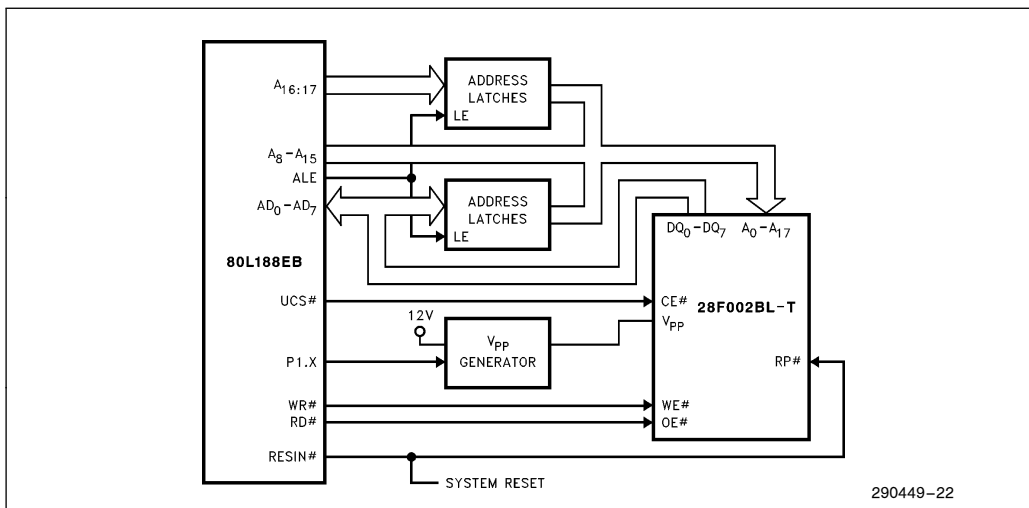 A16:17
ADDRESS
LATCHES
LE
A8–A15
ALE
AD0–AD7
ADDRESS
LATCHES
LE
DQ0–DQ7 A0–A17
80L188EB
28F002BL-T
UCS#
CE#
12V
VPP
GENERATOR
VPP
P1.X
RP#
WR#
WE#
RD#
OE#
RESIN#
SYSTEM RESET
290449–22